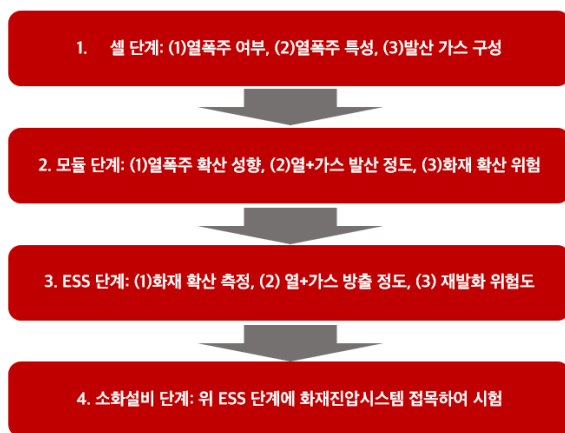 1. 셀 단계: (1)열폭주 여부, (2)열폭주 특성, (3)발산 가스 구성
2. 모듈 단계: (1)열폭주 확산 성향, (2)열+가스 발산 정도, (3)화재 확산 위험
3. ESS 단계: (1)화재 확산 측정, (2) 열+가스 방출 정도, (3) 재발화 위험도
4. 소화설비 단계: 위 ESS 단계에 화재진압시스템 접목하여 시험